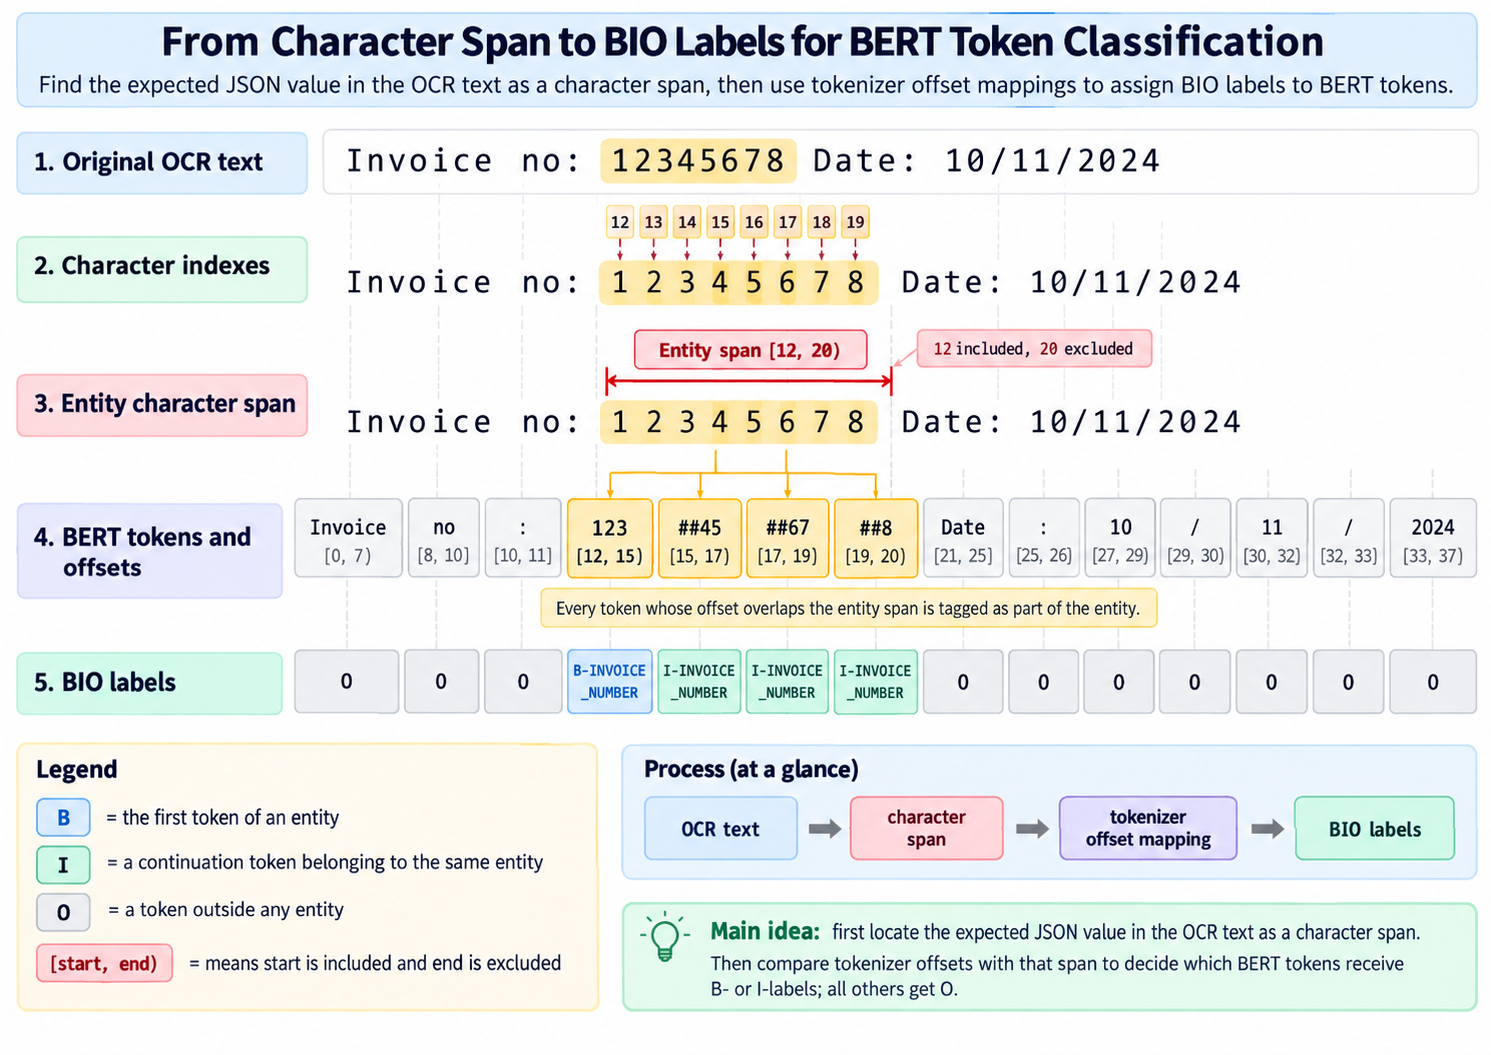 From Character Span to BIO Labels for BERT Token Classification
Find the expected JSON value in the OCR text as a character span, then use tokenizer offset mappings to assign BIO labels to BERT tokens.
1. Original OCR text
Invoice no: 12345678 Date: 10/11/2024
12 13 14 15 16 17 18 19
2. Character indexes
Invoice no: 1 2 3 4 5 6 7 8 Date: 10/11/2024
Entity span [12, 20)
12 included, 20 excluded
3. Entity character span
Invoice no: 1 2 3 4 5 6 7 8 Date: 10/11/2024
4. BERT tokens and
offsets
Invoice no : 123 ##45 ##67 ##8 Date : 10 / 11 / 2024
[0, 7) [8, 10] [10, 11] [12, 15) [15, 17) [17, 19) [19, 20) [21, 25] [25, 26] [27, 29) [29, 30) [30, 32] [32, 33) [33, 37)
Every token whose offset overlaps the entity span is tagged as part of the entity.
5. BIO labels
O O O B-INVOICE I-INVOICE I-INVOICE I-INVOICE O O O O O O O
_NUMBER _NUMBER _NUMBER _NUMBER
Legend
B = the first token of an entity
I = a continuation token belonging to the same entity
O = a token outside any entity
[start, end) = means start is included and end is excluded
Process (at a glance)
OCR text
character
span
tokenizer
offset mapping
BIO labels
Main idea: first locate the expected JSON value in the OCR text as a character span.
Then compare tokenizer offsets with that span to decide which BERT tokens receive
B- or I-labels; all others get O.